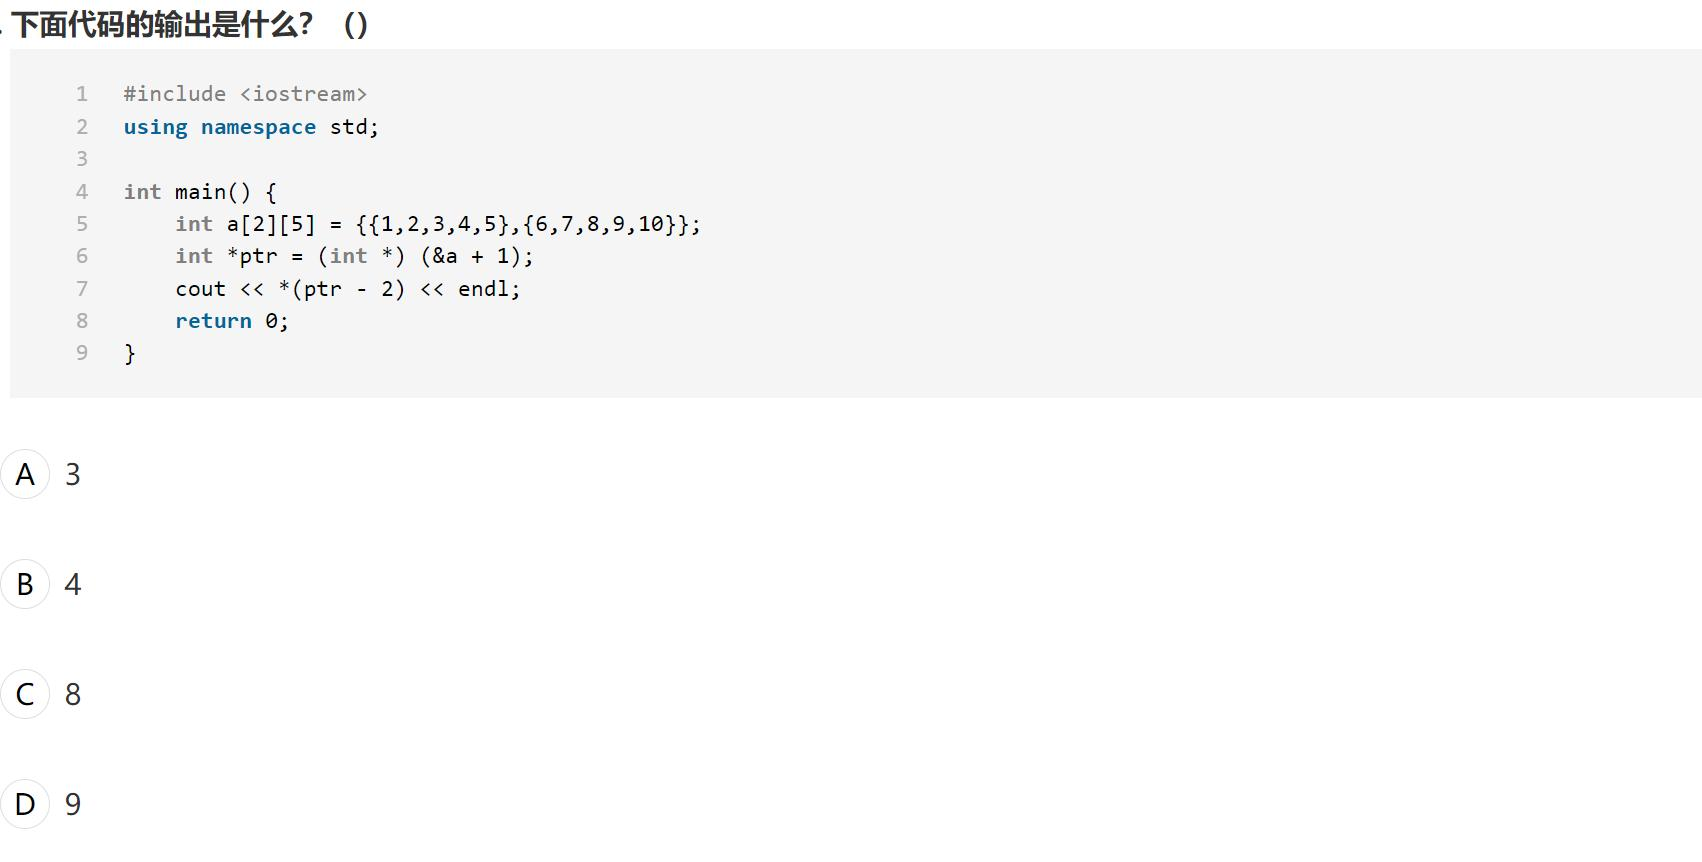 . 下面代码的输出是什么? ()
1 #include <iostream>
2 using namespace std;
3
4 int main() {
5     int a[2][5] = {{1,2,3,4,5},{6,7,8,9,10}};
6     int *ptr = (int *) (&a + 1);
7     cout << *(ptr - 2) << endl;
8     return 0;
9 }
A 3
B 4
C 8
D 9